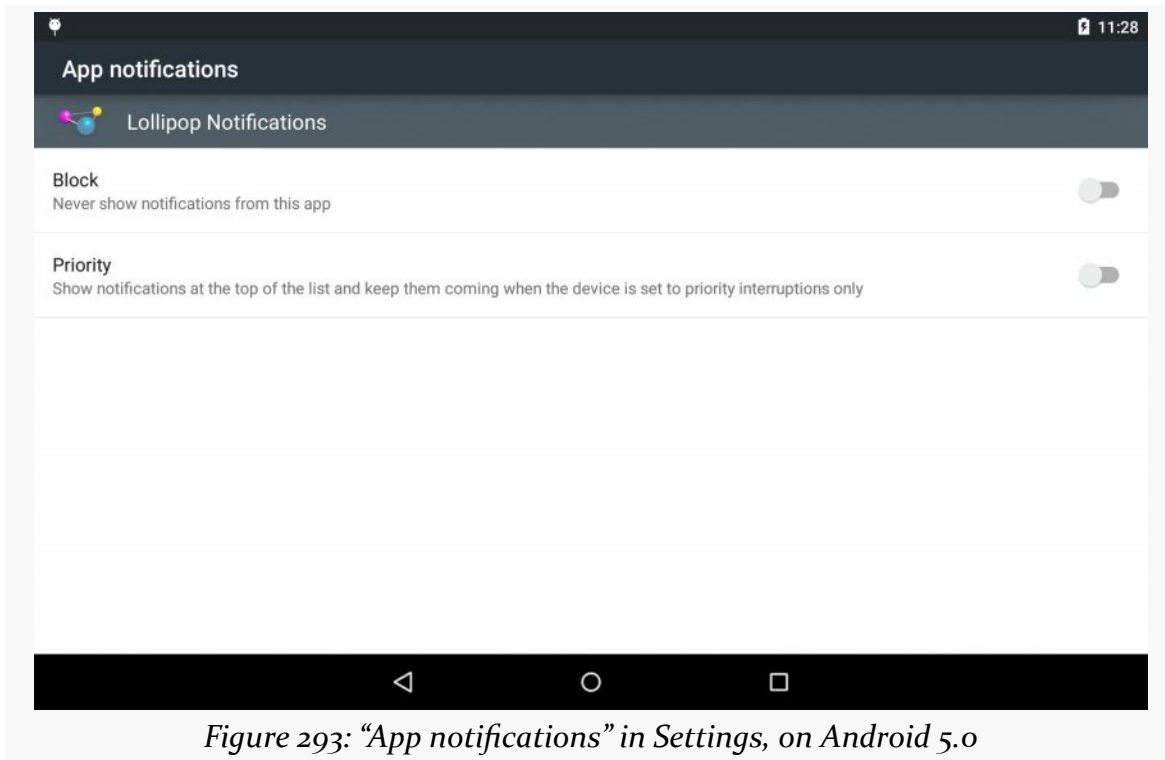 11:28
App notifications
Lollipop Notifications
Block
Never show notifications from this app
Priority
Show notifications at the top of the list and keep them coming when the device is set to priority interruptions only
Figure 293: “App notifications” in Settings, on Android 5.0